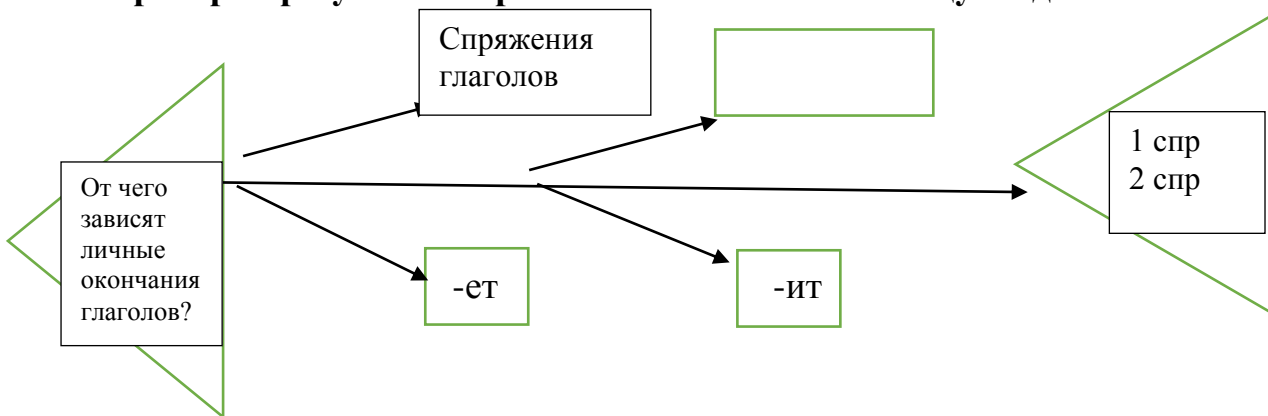 Спряжения
глаголов
От чего
зависят
личные
окончания
глаголов?
1 спр
2 спр
-ет
-ит